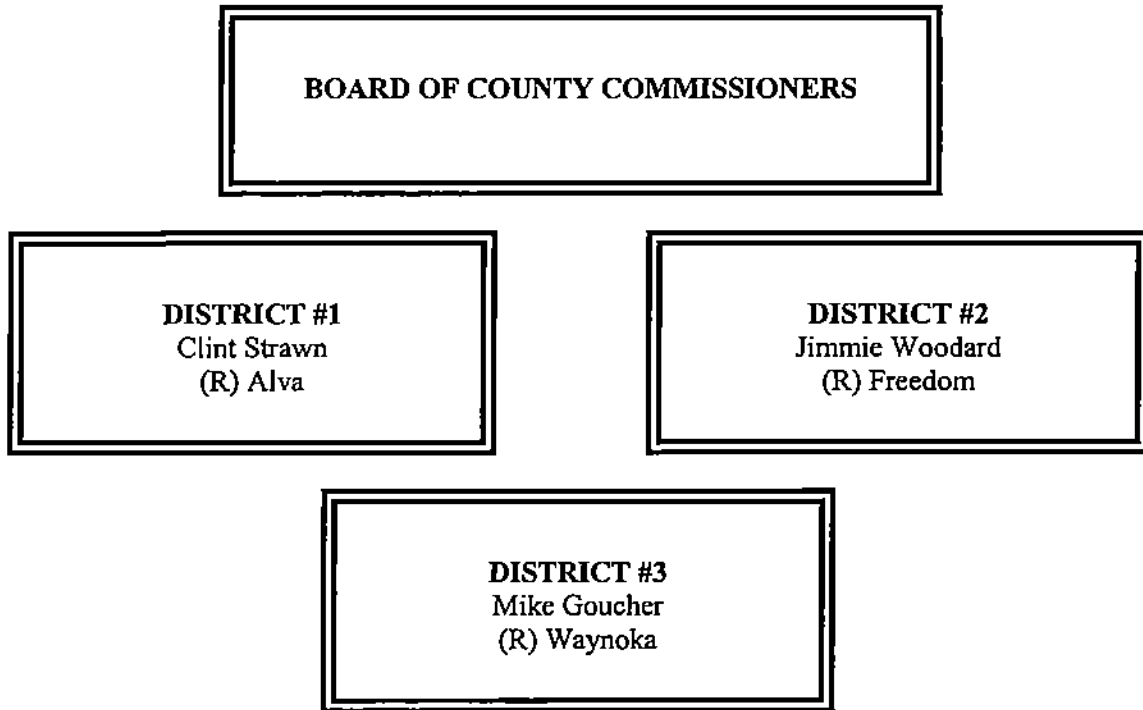 BOARD OF COUNTY COMMISSIONERS
DISTRICT #1
Clint Strawn
(R) Alva
DISTRICT #2
Jimmie Woodard
(R) Freedom
DISTRICT #3
Mike Goucher
(R) Waynoka